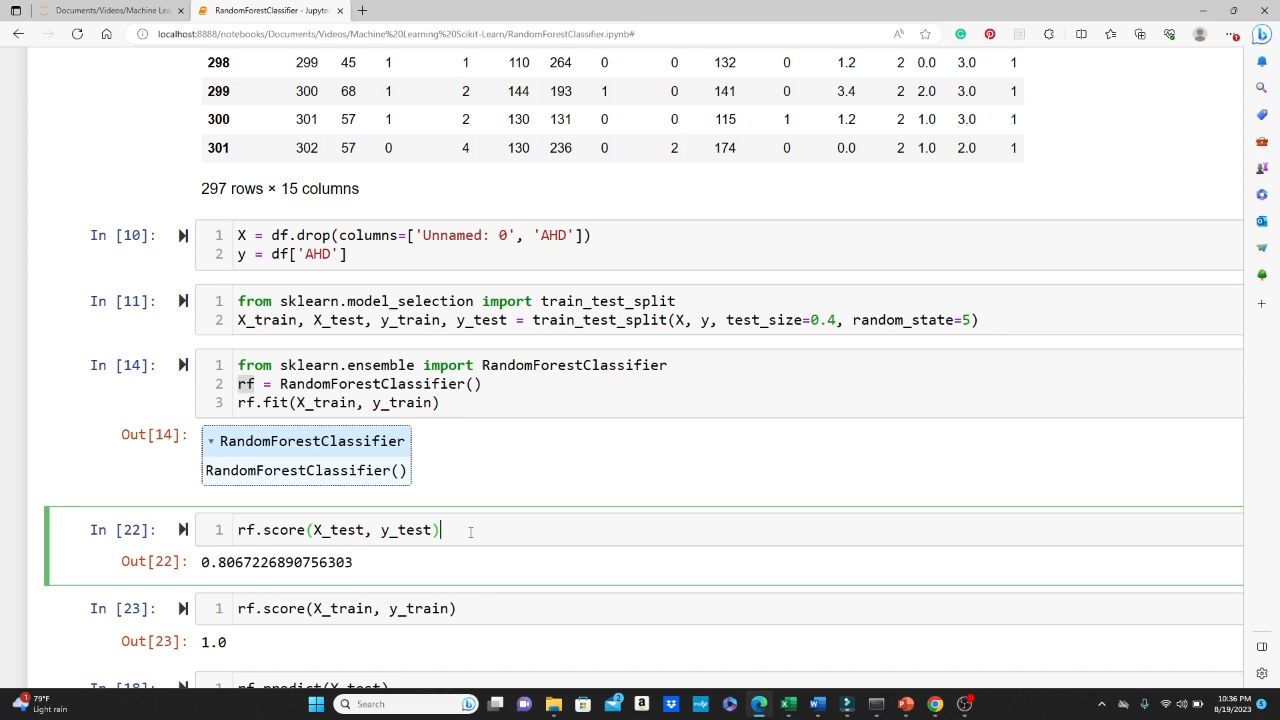 Documents/Videos/Machine Lea
RandomForestClassifier - Jupyter
localhost:8888/notebooks/Documents/Videos/Machine%20Learning%20Scikit-Learn/RandomForestClassifier.ipynb#
298 299 45 1 1 110 264 0 0 132 0 1.2 2 0.0 3.0 1
299 300 68 1 2 144 193 1 0 141 0 3.4 2 2.0 3.0 1
300 301 57 1 2 130 131 0 0 115 1 1.2 2 1.0 3.0 1
301 302 57 0 4 130 236 0 2 174 0 0.0 2 1.0 2.0 1
297 rows × 15 columns
In [10]: 1 X = df.drop(columns=['Unnamed: 0', 'AHD'])
2 y = df['AHD']
In [11]: 1 from sklearn.model_selection import train_test_split
2 X_train, X_test, y_train, y_test = train_test_split(X, y, test_size=0.4, random_state=5)
In [14]: 1 from sklearn.ensemble import RandomForestClassifier
2 rf = RandomForestClassifier()
3 rf.fit(X_train, y_train)
Out[14]: RandomForestClassifier
RandomForestClassifier()
In [22]: 1 rf.score(X_test, y_test)
Out[22]: 0.8067226890756303
In [23]: 1 rf.score(X_train, y_train)
Out[23]: 1.0
In [18]: 1 rf.predict(X_test)
79°F
Light rain
Search
10:36 PM
8/19/2023